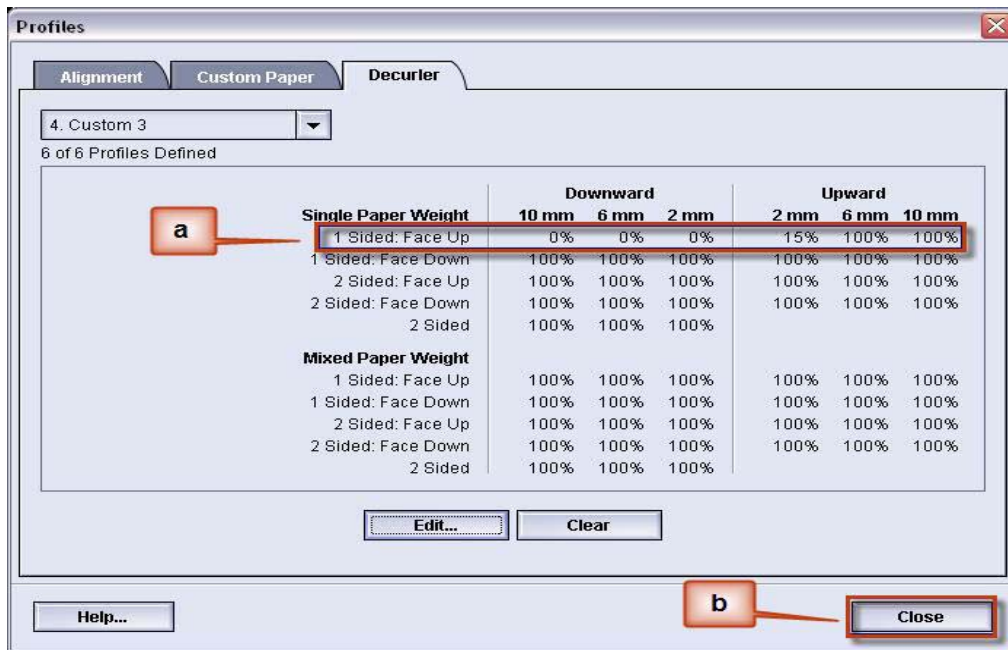 Profiles
Alignment Custom Paper Decurler
4. Custom 3
6 of 6 Profiles Defined
Downward Upward
Single Paper Weight 10 mm 6 mm 2 mm 2 mm 6 mm 10 mm
a
1 Sided: Face Up 0% 0% 0% 15% 100% 100%
1 Sided: Face Down 100% 100% 100% 100% 100% 100%
2 Sided: Face Up 100% 100% 100% 100% 100% 100%
2 Sided: Face Down 100% 100% 100% 100% 100% 100%
2 Sided 100% 100% 100%
Mixed Paper Weight
1 Sided: Face Up 100% 100% 100% 100% 100% 100%
1 Sided: Face Down 100% 100% 100% 100% 100% 100%
2 Sided: Face Up 100% 100% 100% 100% 100% 100%
2 Sided: Face Down 100% 100% 100% 100% 100% 100%
2 Sided 100% 100% 100%
Edit... Clear
b
Help... Close